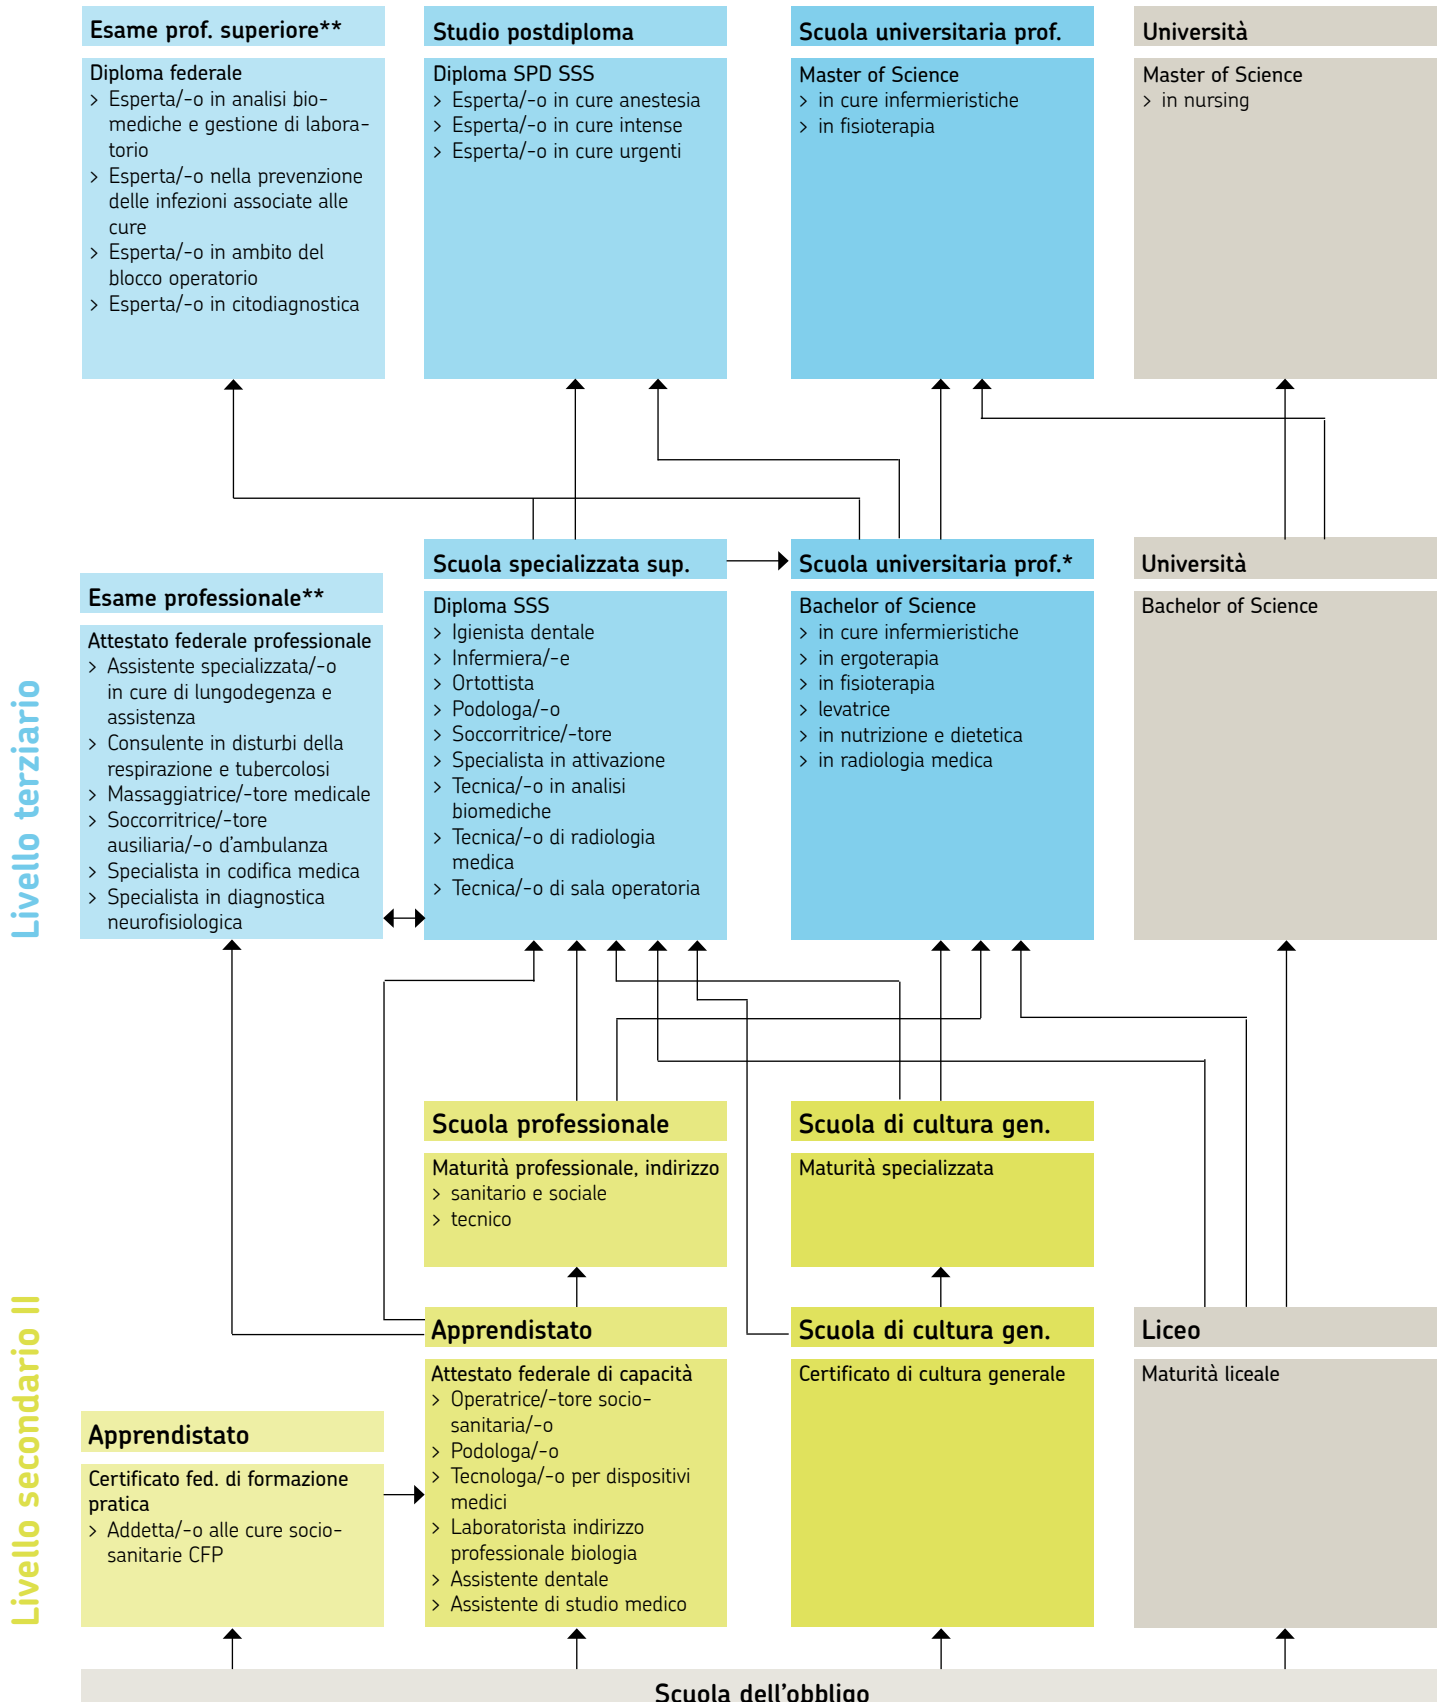 Esame prof. superiore**
Diploma federale
> Esperta/-o in analisi bio-
mediche e gestione di labora-
torio
> Esperta/-o nella prevenzione
delle infezioni associate alle
cure
> Esperta/-o in ambito del
blocco operatorio
> Esperta/-o in citodiagnostica
Studio postdiploma
Diploma SPD SSS
> Esperta/-o in cure anestesia
> Esperta/-o in cure intense
> Esperta/-o in cure urgenti
Scuola universitaria prof.
Master of Science
> in cure infermieristiche
> in fisioterapia
Università
Master of Science
> in nursing
Livello terziario
Esame professionale**
Attestato federale professionale
> Assistente specializzata/-o
in cure di lungodegenza e
assistenza
> Consulente in disturbi della
respirazione e tubercolosi
> Massaggiatrice/-tore medicale
> Soccorritrice/-tore
ausiliaria/-o d'ambulanza
> Specialista in codifica medica
> Specialista in diagnostica
neurofisiologica
Scuola specializzata sup.
Diploma SSS
> Igienista dentale
> Infermiera/-e
> Ortottista
> Podologa/-o
> Soccorritrice/-tore
> Specialista in attivazione
> Tecnica/-o in analisi
biomediche
> Tecnica/-o di radiologia
medica
> Tecnica/-o di sala operatoria
Scuola universitaria prof.*
Bachelor of Science
> in cure infermieristiche
> in ergoterapia
> in fisioterapia
> levatrice
> in nutrizione e dietetica
> in radiologia medica
Università
Bachelor of Science
Livello secondario II
Scuola professionale
Maturità professionale, indirizzo
> sanitario e sociale
> tecnico
Scuola di cultura gen.
Maturità specializzata
Apprendistato
Certificato fed. di formazione
pratica
> Addetta/-o alle cure socio-
sanitarie CFP
Apprendistato
Attestato federale di capacità
> Operatrice/-tore socio-
sanitaria/-o
> Podologa/-o
> Tecnologa/-o per dispositivi
medici
> Laboratorista indirizzo
professionale biologia
> Assistente dentale
> Assistente di studio medico
Scuola di cultura gen.
Certificato di cultura generale
Liceo
Maturità liceale
Scuola dell'obbligo